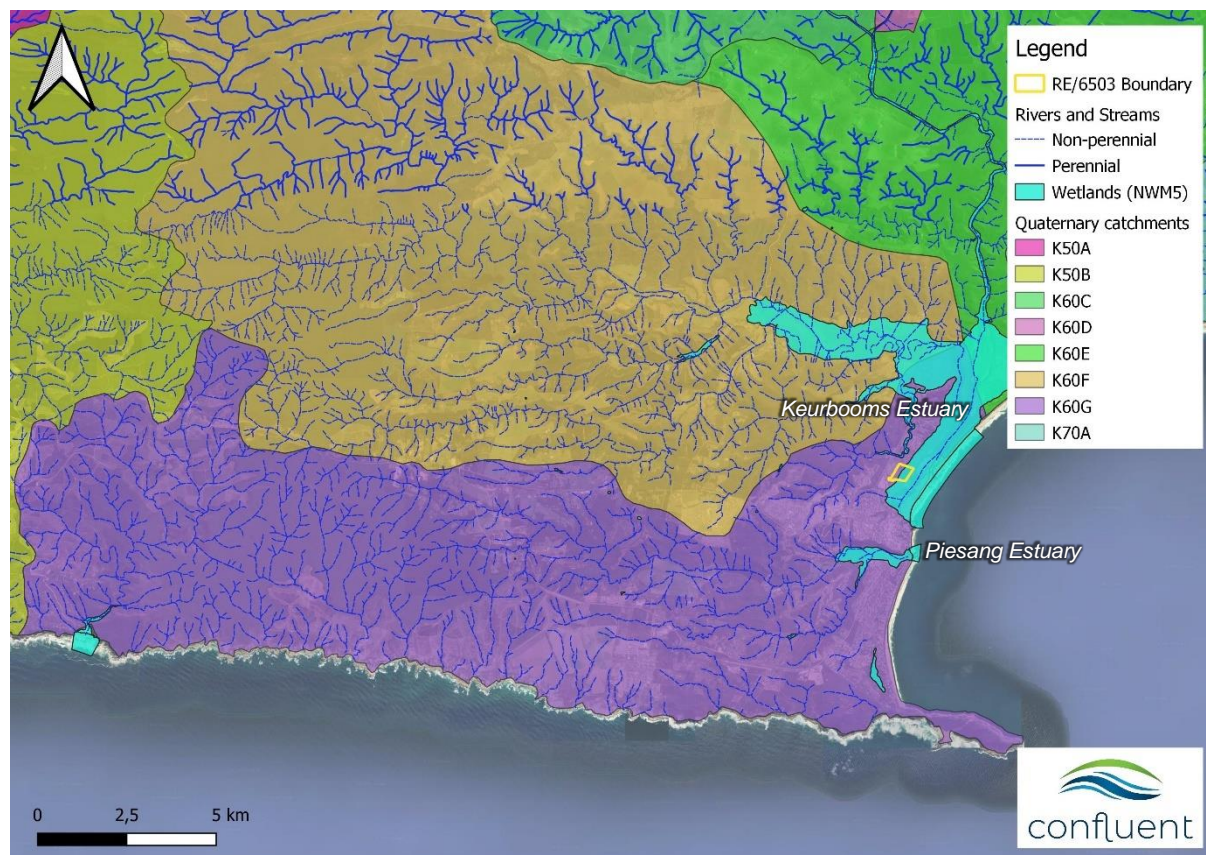 Legend
RE/6503 Boundary
Rivers and Streams
Non-perennial
Perennial
Wetlands (NWM5)
Quaternary catchments
K50A
K50B
K60C
K60D
K60E
K60F
K60G
K70A
Keurbooms Estuary
Piesang Estuary
0 2,5 5 km
confluent